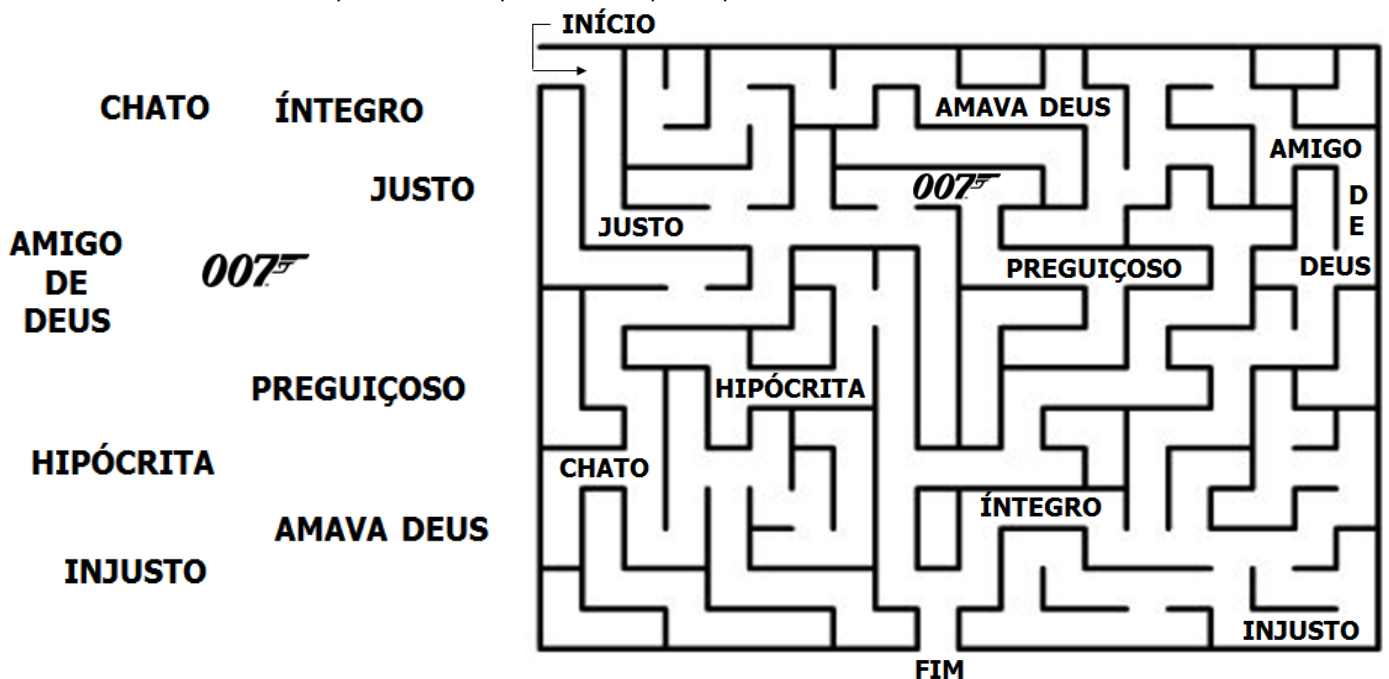 INÍCIO
CHATO
ÍNTEGRO
JUSTO
AMIGO
DE
DEUS
007
PREGUIÇOSO
HIPÓCRITA
AMAVA DEUS
INJUSTO
AMAVA DEUS
AMIGO
D
E
DEUS
007
JUSTO
PREGUIÇOSO
HIPÓCRITA
CHATO
ÍNTEGRO
INJUSTO
FIM